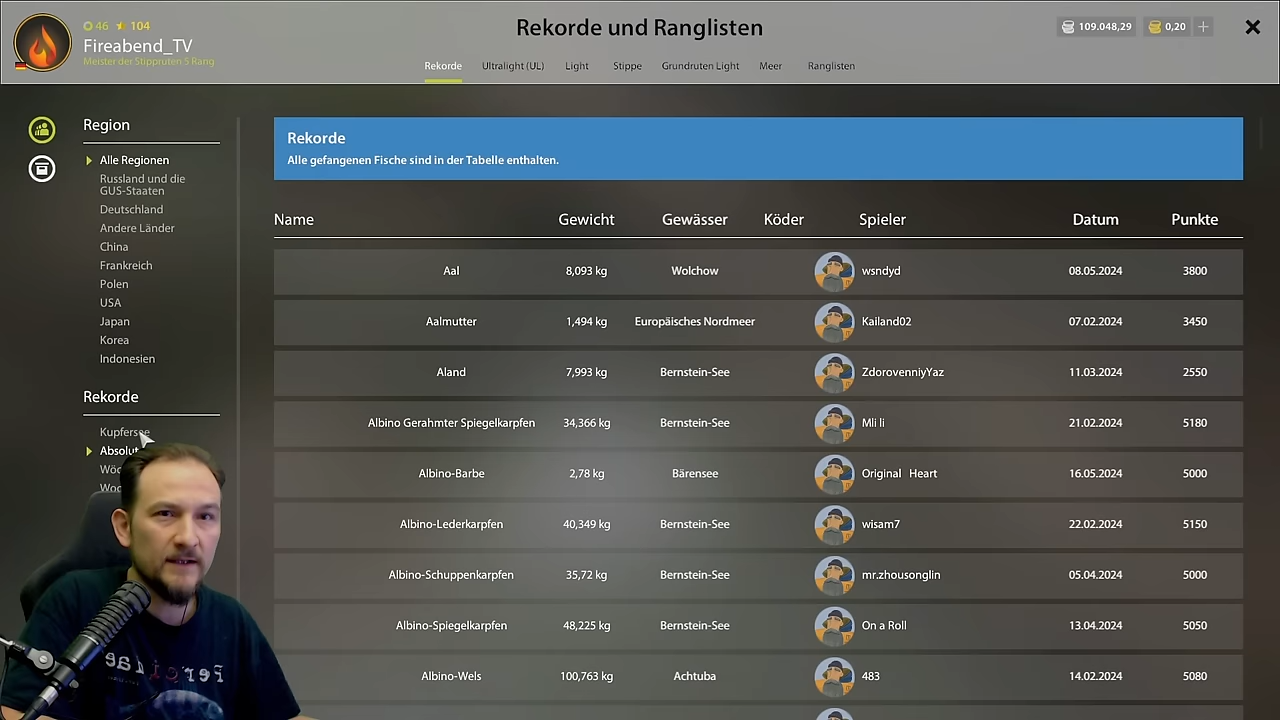 46 104
Fireabend_TV
Meister der Stippruten 5 Rang
Rekorde und Ranglisten
109.048,29 0,20
Rekorde Ultralight (UL) Light Stippe Grundruten Light Meer Ranglisten
Region
Alle Regionen
Russland und die
GUS-Staaten
Deutschland
Andere Länder
China
Frankreich
Polen
USA
Japan
Korea
Indonesien
Rekorde
Kupfersee
Rekorde
Alle gefangenen Fische sind in der Tabelle enthalten.
Name Gewicht Gewässer Köder Spieler Datum Punkte
Aal 8,093 kg Wolchow wsndyd 08.05.2024 3800
Aalmutter 1,494 kg Europäisches Nordmeer Kailand02 07.02.2024 3450
Aland 7,993 kg Bernstein-See ZdorovenniyYaz 11.03.2024 2550
Albino Gerahmter Spiegelkarpfen 34,366 kg Bernstein-See Mli li 21.02.2024 5180
Albino-Barbe 2,78 kg Bärensee Original Heart 16.05.2024 5000
Albino-Lederkarpfen 40,349 kg Bernstein-See wisam7 22.02.2024 5150
Albino-Schuppenkarpfen 35,72 kg Bernstein-See mr.zhousonglin 05.04.2024 5000
Albino-Spiegelkarpfen 48,225 kg Bernstein-See On a Roll 13.04.2024 5050
Albino-Wels 100,763 kg Achtuba 483 14.02.2024 5080